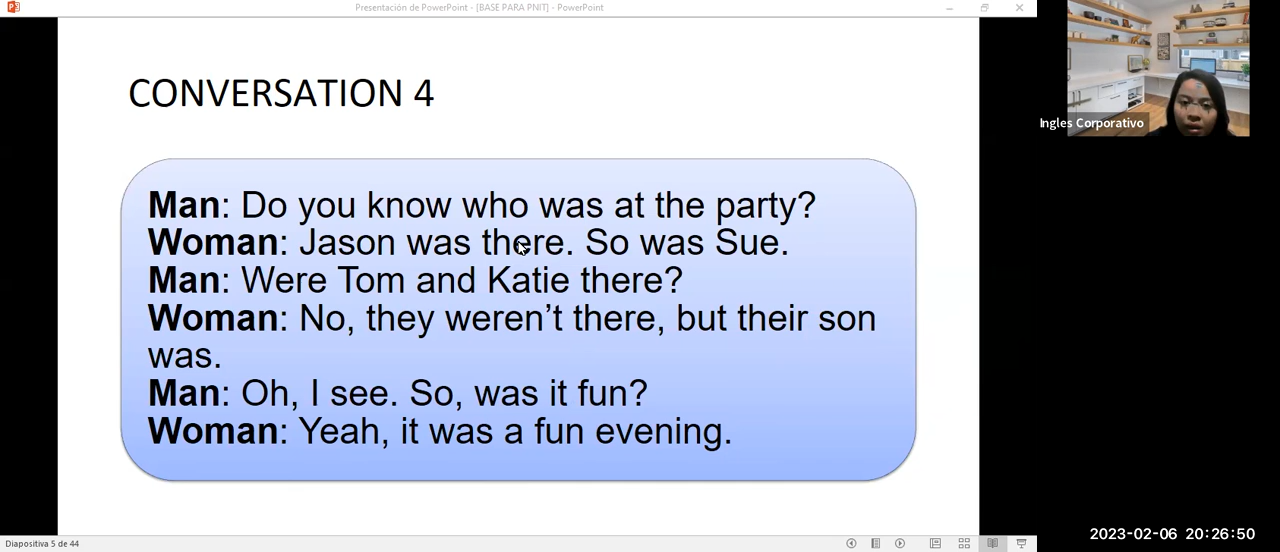 Presentación de PowerPoint - [BASE PARA PNIT] - PowerPoint
CONVERSATION 4
Man: Do you know who was at the party?
Woman: Jason was there. So was Sue.
Man: Were Tom and Katie there?
Woman: No, they weren’t there, but their son
was.
Man: Oh, I see. So, was it fun?
Woman: Yeah, it was a fun evening.
Ingles Corporativo
Diapositiva 5 de 44
2023-02-06 20:26:50